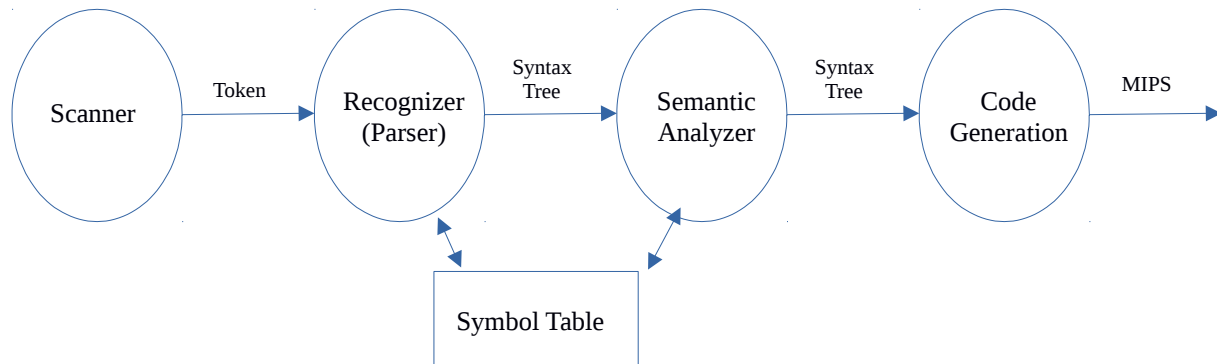 Scanner
Token
Recognizer
(Parser)
Syntax
Tree
Semantic
Analyzer
Syntax
Tree
Code
Generation
MIPS
Symbol Table